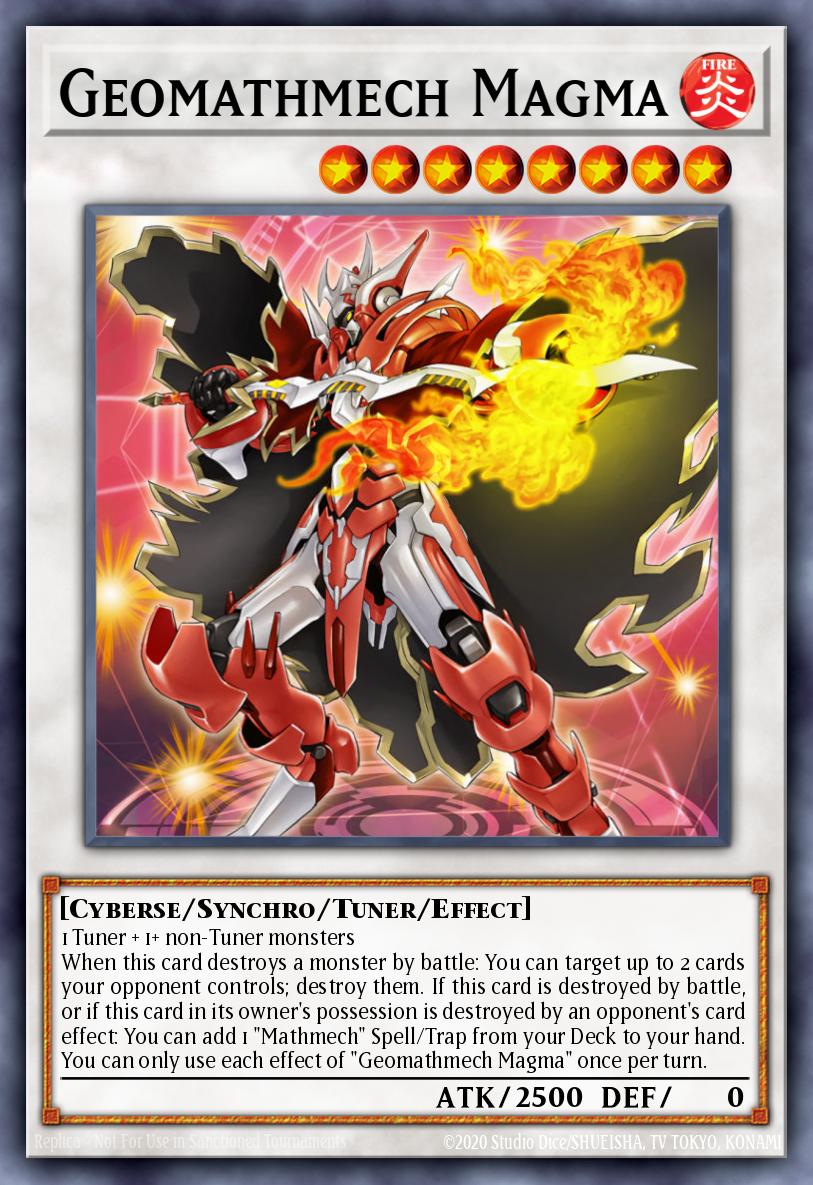 Geomathmech Magma
FIRE
炎
[Cyberse/Synchro/Tuner/Effect]
1 Tuner + 1+ non-Tuner monsters
When this card destroys a monster by battle: You can target up to 2 cards
your opponent controls; destroy them. If this card is destroyed by battle,
or if this card in its owner's possession is destroyed by an opponent's card
effect: You can add 1 "Mathmech" Spell/Trap from your Deck to your hand.
You can only use each effect of "Geomathmech Magma" once per turn.
ATK/2500 DEF/ 0
Replica - Not For Use in Sanctioned Tournaments
©2020 Studio Dice/SHUEISHA, TV TOKYO, KONAMI